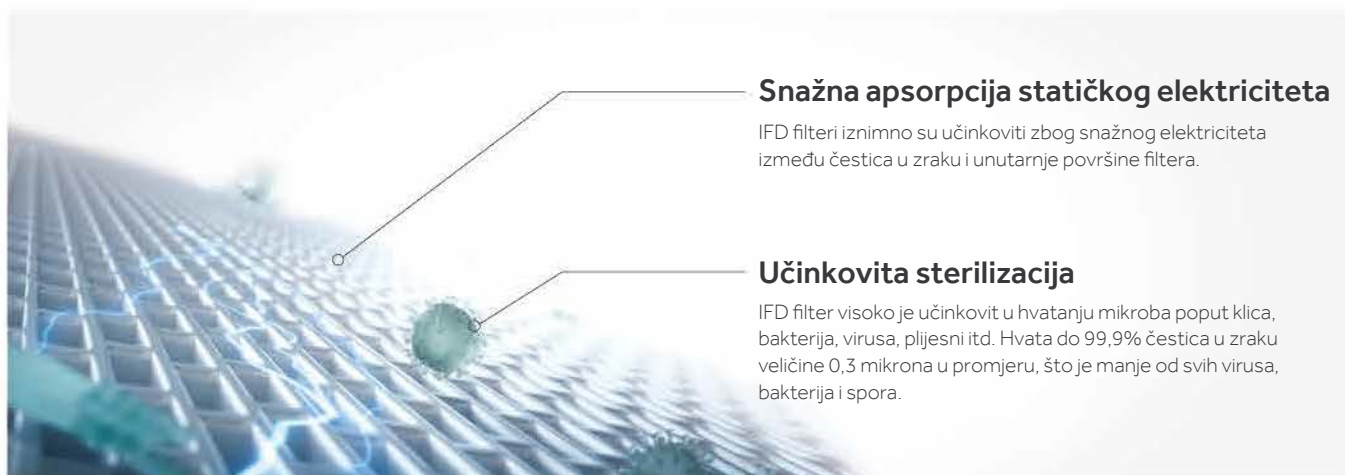 Snažna apsorpcija statičkog elektriciteta
IFD filteri iznimno su učinkoviti zbog snažnog elektriciteta
između čestica u zraku i unutarnje površine filtera.
Učinkovita sterilizacija
IFD filter visoko je učinkovit u hvatanju mikroba poput klica,
bakterija, virusa, plijesni itd. Hvata do 99,9% čestica u zraku
veličine 0,3 mikrona u promjeru, što je manje od svih virusa,
bakterija i spora.